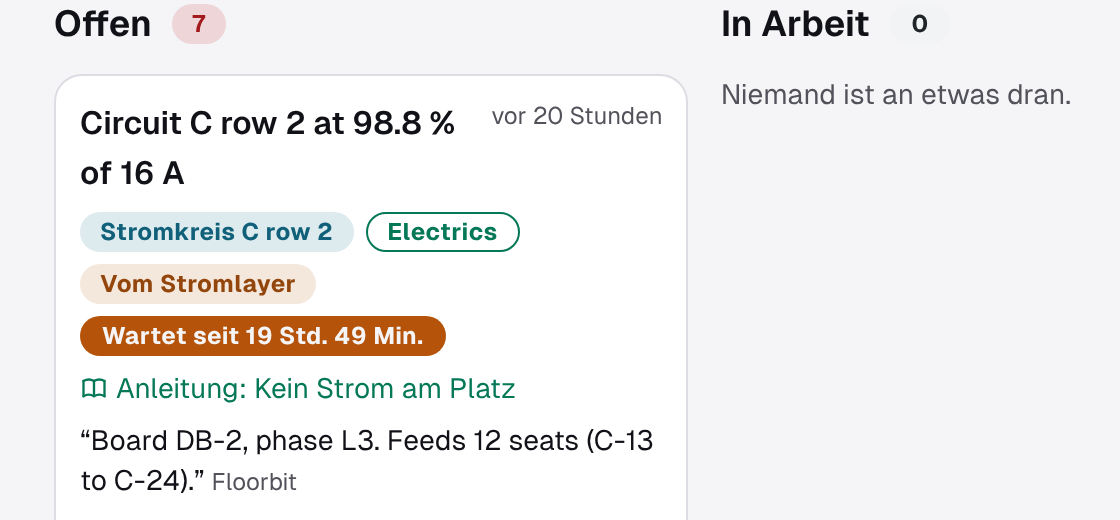 Offen 7
Circuit C row 2 at 98.8 %
of 16 A
vor 20 Stunden
Stromkreis C row 2
Electrics
Vom Stromlayer
Wartet seit 19 Std. 49 Min.
Anleitung: Kein Strom am Platz
“Board DB-2, phase L3. Feeds 12 seats (C-13
to C-24).” Floorbit
In Arbeit 0
Niemand ist an etwas dran.